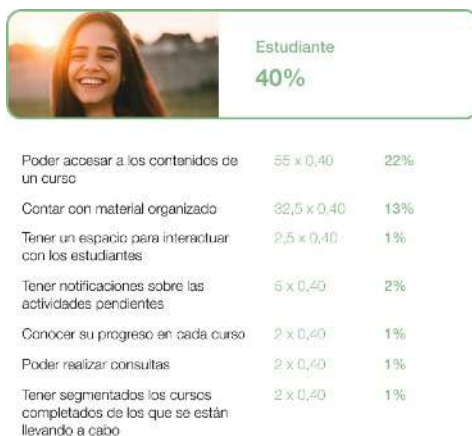 Estudiante
40%
Poder accesar a los contenidos de 55 x 0,40 22%
un curso
Contar con material organizado 32,5 x 0,40 13%
Tener un espacio para interactuar 2,5 x 0,40 1%
con los estudiantes
Tener notificaciones sobre las 5 x 0,40 2%
actividades pendientes
Conocer su progreso en cada curso 2 x 0,40 1%
Poder realizar consultas 2 x 0,40 1%
Tener segmentados los cursos 2 x 0,40 1%
completados de los que se están
llevando a cabo